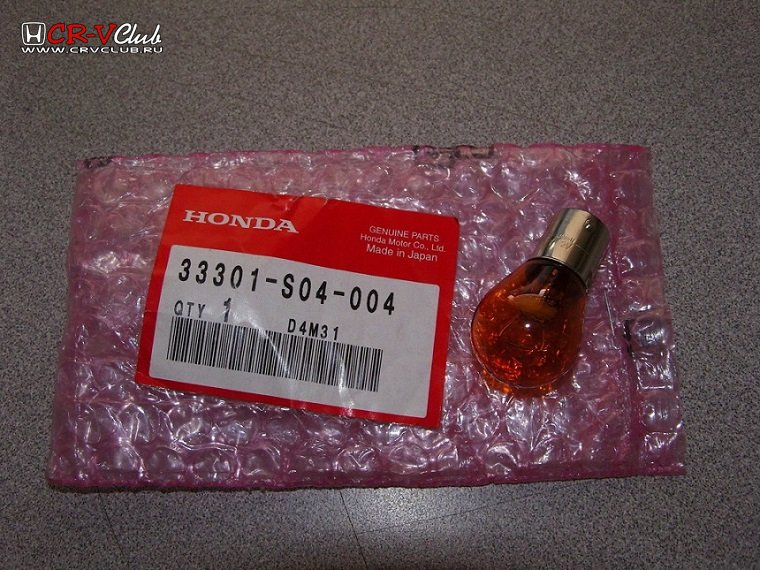 CR-V Club
WWW.CRVCLUB.RU
HONDA
GENUINE PARTS
Honda Motor Co., Ltd.
Made in Japan
33301-S04-004
QTY 1 D4M31